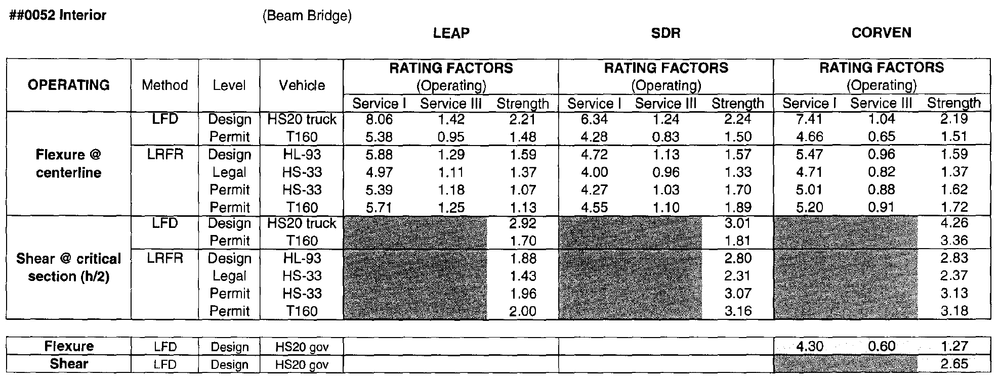 ##0052 Interior (Beam Bridge)
LEAP SDR CORVEN
RATING FACTORS RATING FACTORS RATING FACTORS
OPERATING Method Level Vehicle (Operating) (Operating) (Operating)
Service I Service III Strength Service I Service III Strength Service I Service III Strength
LFD Design HS20 truck 8.06 1.42 2.21 6.34 1.24 2.24 7.41 1.04 2.19
Permit T160 5.38 0.95 1.48 4.28 0.83 1.50 4.66 0.65 1.51
Flexure @ LRFR Design HL-93 5.88 1.29 1.59 4.72 1.13 1.57 5.47 0.96 1.59
centerline Legal HS-33 4.97 1.11 1.37 4.00 0.96 1.33 4.71 0.82 1.37
Permit HS-33 5.39 1.18 1.07 4.27 1.03 1.70 5.01 0.88 1.62
Permit T160 5.71 1.25 1.13 4.55 1.10 1.89 5.20 0.91 1.72
LFD Design HS20 truck 2.92 3.01 4.26
Permit T160 1.70 1.81 3.36
Shear @ critical LRFR Design HL-93 1.88 2.80 2.83
section (h/2) Legal HS-33 1.43 2.31 2.37
Permit HS-33 1.96 3.07 3.13
Permit T160 2.00 3.16 3.18
Flexure LFD Design HS20 gov 4.30 0.60 1.27
Shear LFD Design HS20 gov 2.65